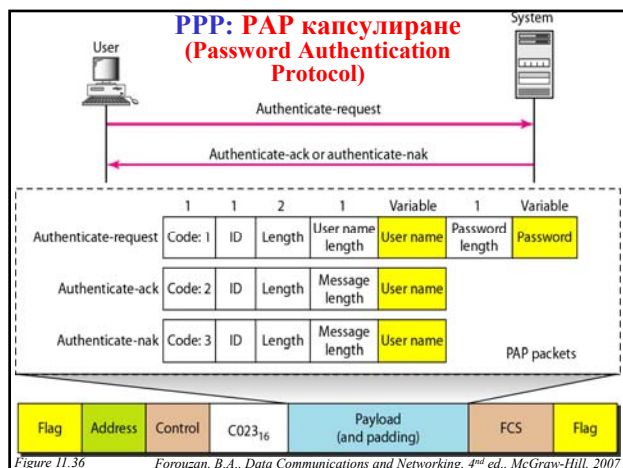 PPP: PAP капсулиране
(Password Authentication
Protocol)
User
System
Authenticate-request
Authenticate-ack or authenticate-nak
1 1 2 1 Variable 1 Variable
Authenticate-request Code: 1 ID Length User name length User name Password length Password
Authenticate-ack Code: 2 ID Length Message length User name
Authenticate-nak Code: 3 ID Length Message length User name
PAP packets
Flag Address Control C023₁₆ Payload (and padding) FCS Flag
Figure 11.36 Forouzan, B.A., Data Communications and Networking, 4ⁿᵈ ed., McGraw-Hill, 2007